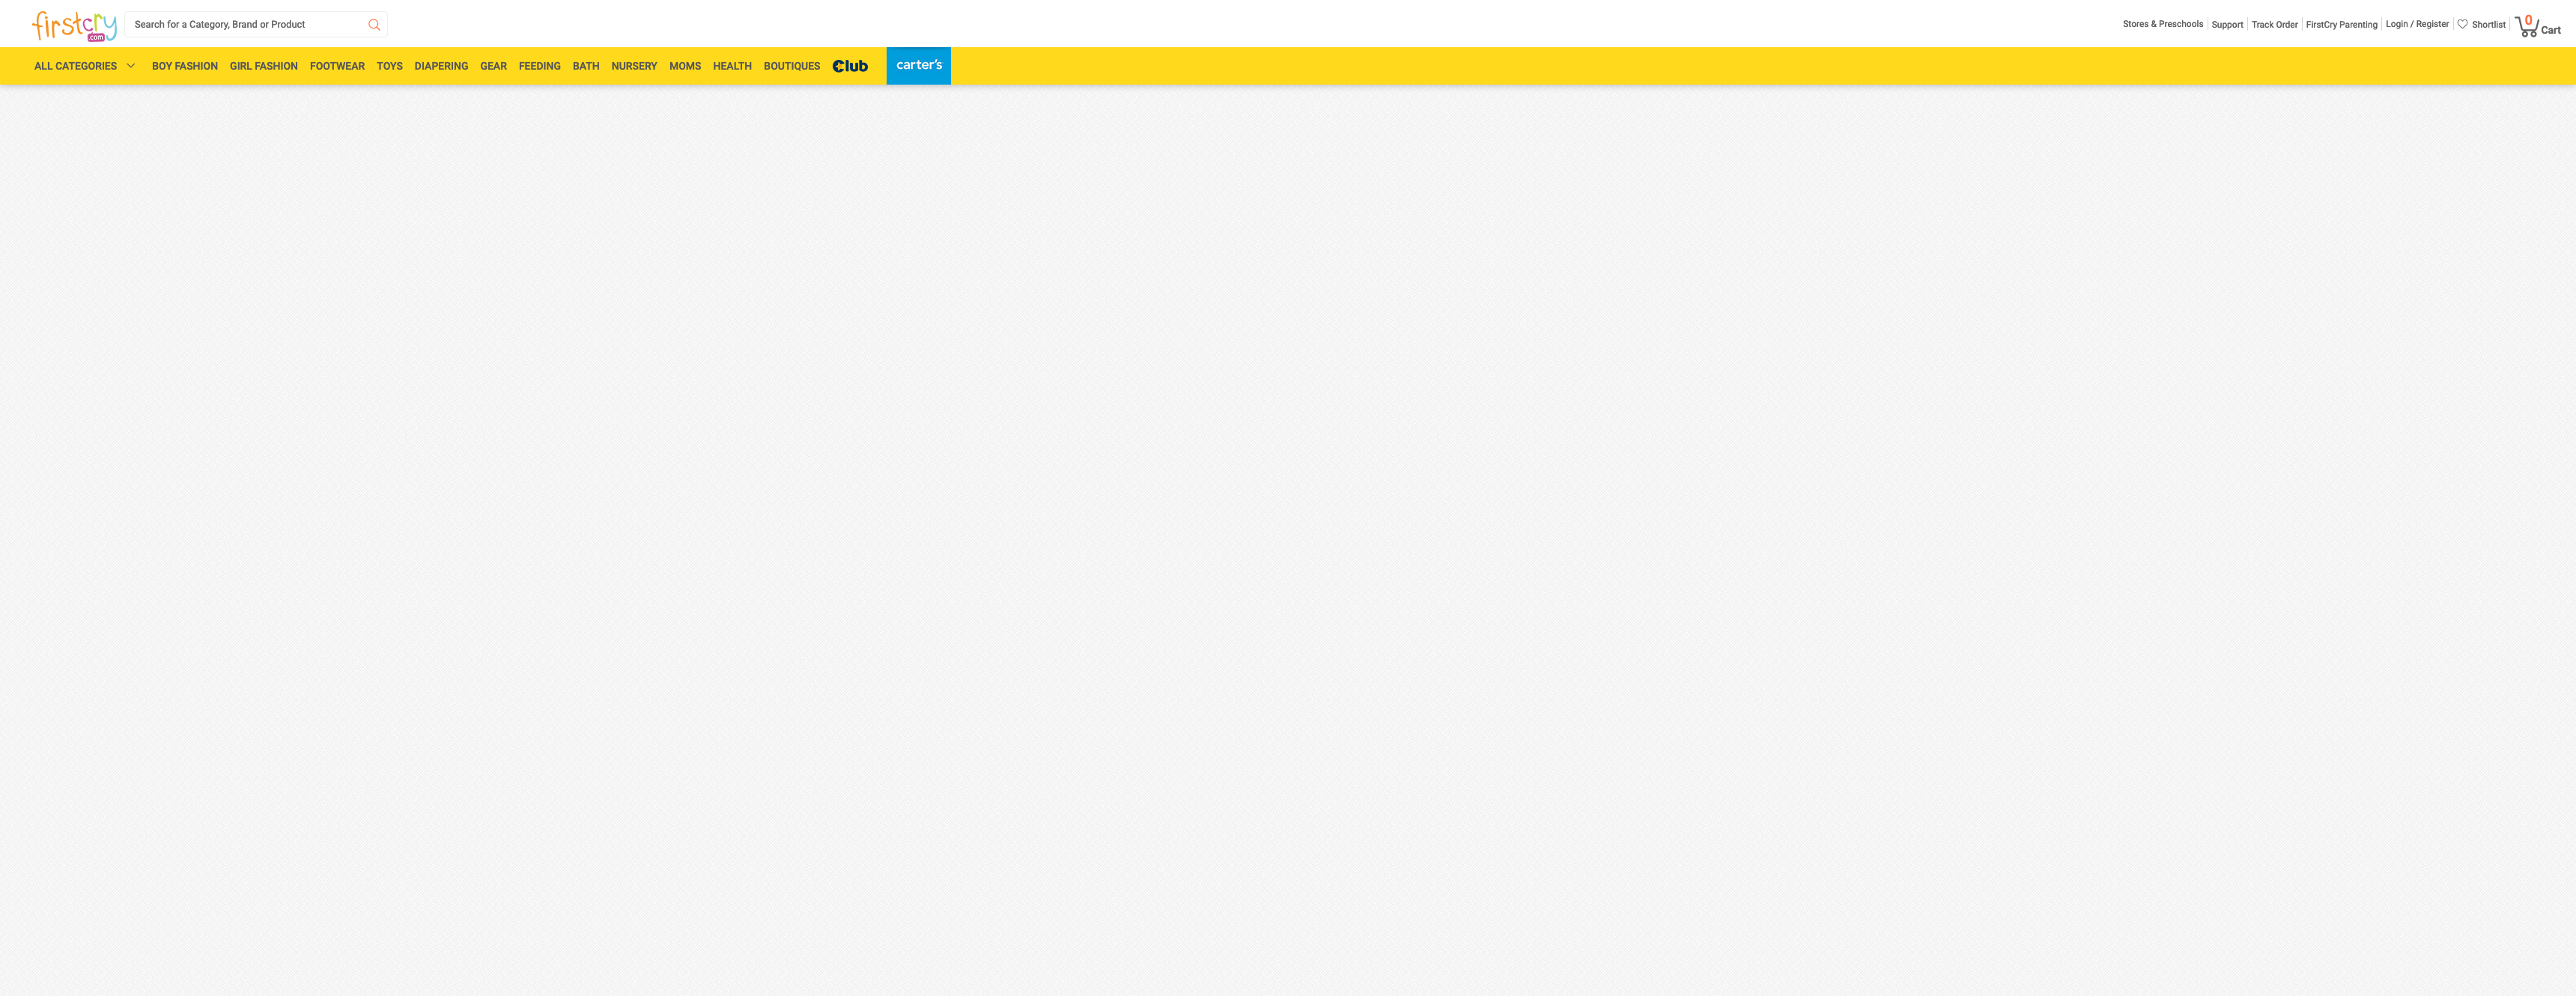 firstcry
.com
Search for a Category, Brand or Product
Stores & Preschools
Support
Track Order
FirstCry Parenting
Login / Register
Shortlist
0
Cart
ALL CATEGORIES
BOY FASHION
GIRL FASHION
FOOTWEAR
TOYS
DIAPERING
GEAR
FEEDING
BATH
NURSERY
MOMS
HEALTH
BOUTIQUES
Club
carter's